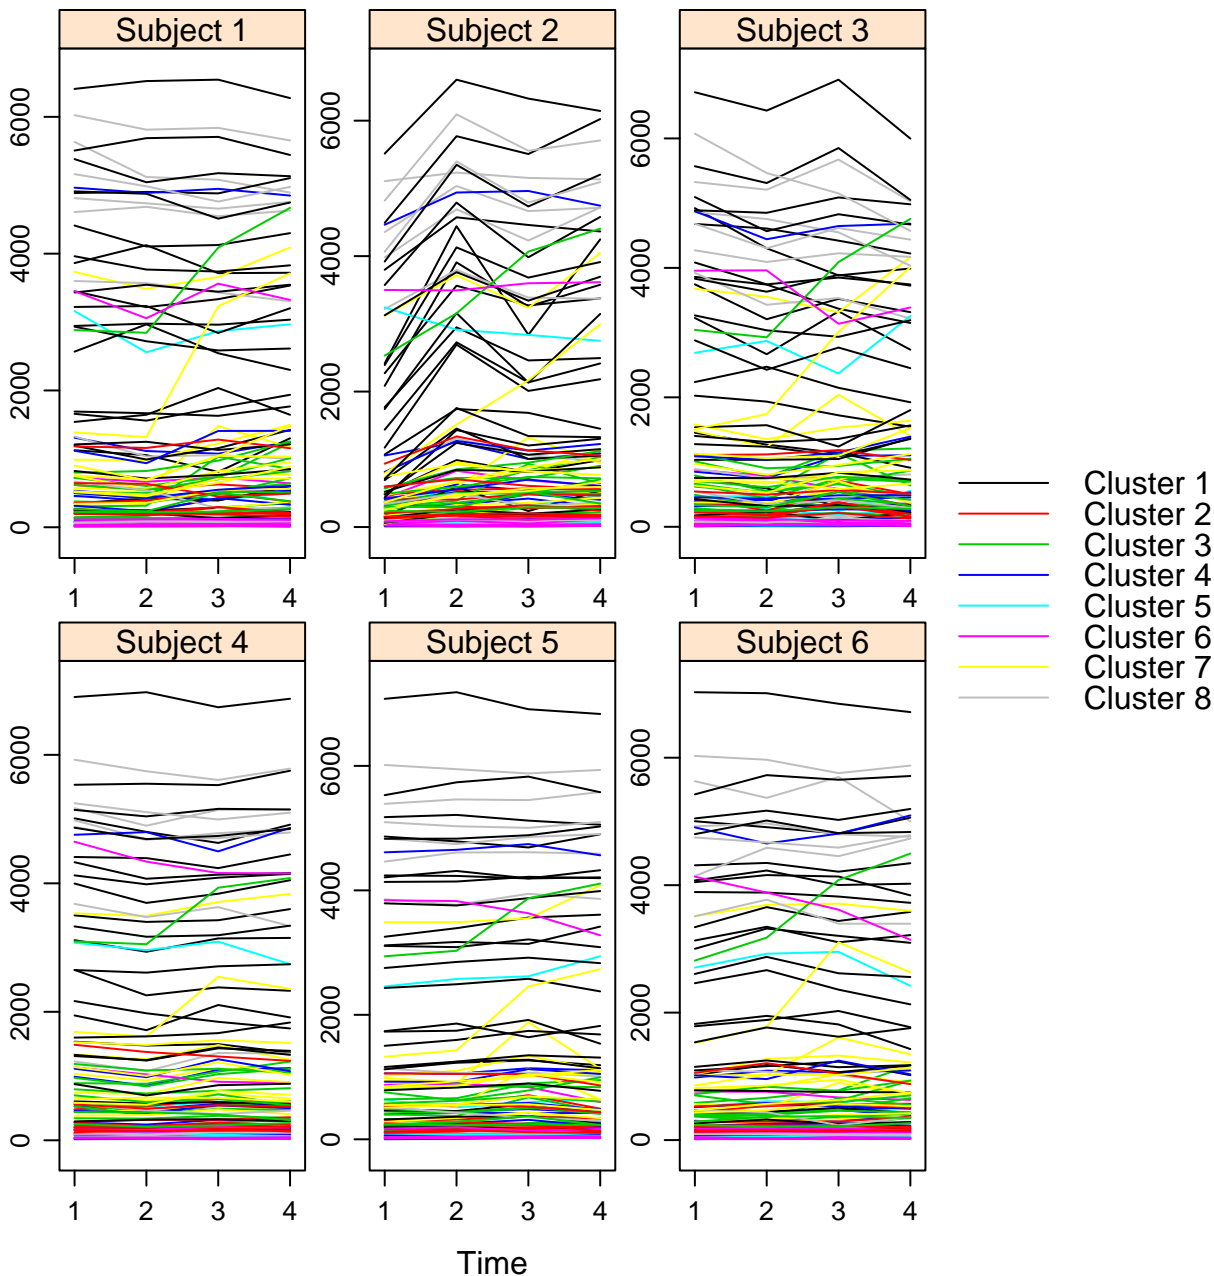 Subject 1 Subject 2 Subject 3
6000 6000 6000
4000 4000 4000
2000 2000 2000
0 0 0
1 2 3 4 1 2 3 4 1 2 3 4
Cluster 1
Cluster 2
Cluster 3
Cluster 4
Cluster 5
Cluster 6
Cluster 7
Cluster 8
Subject 4 Subject 5 Subject 6
6000 6000 6000
4000 4000 4000
2000 2000 2000
0 0 0
1 2 3 4 1 2 3 4 1 2 3 4
Time